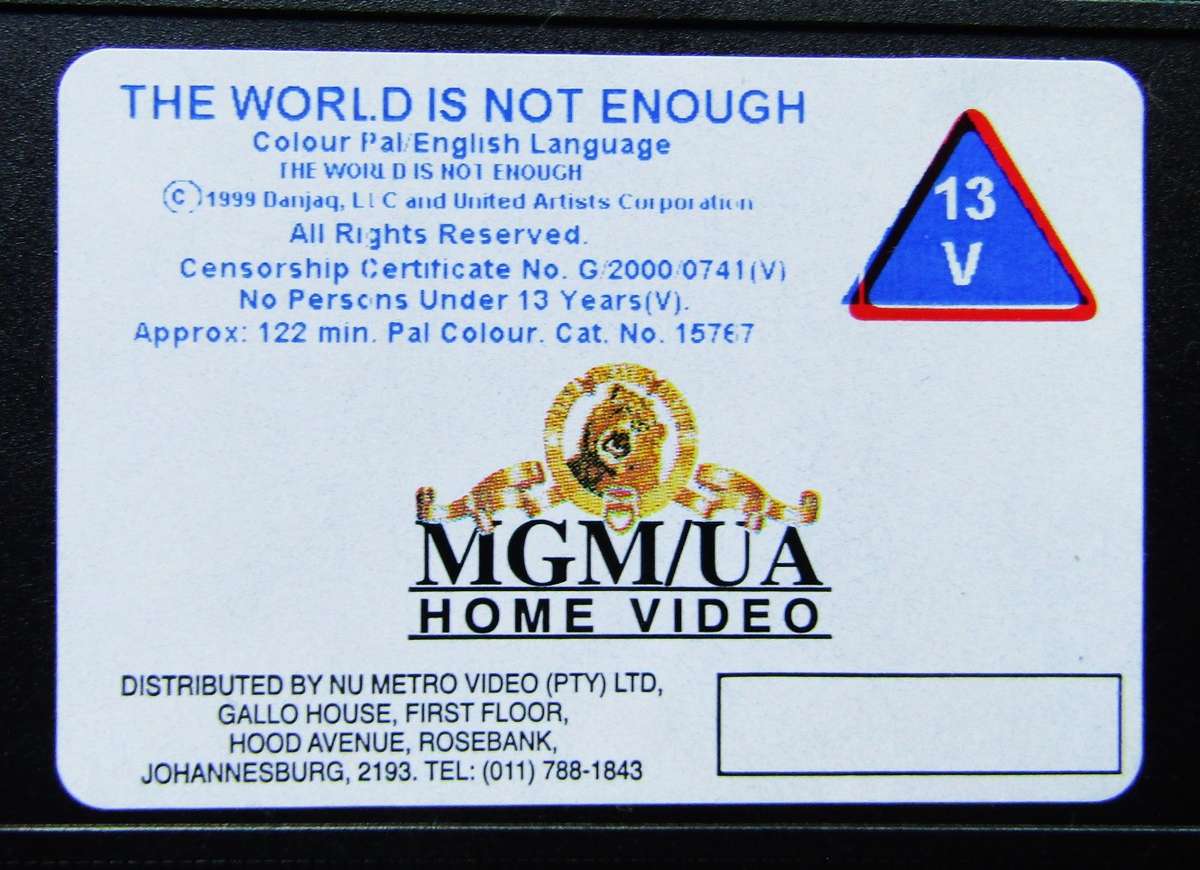 THE WORLD IS NOT ENOUGH
Colour Pal/English Language
THE WORLD IS NOT ENOUGH
©1999 Danjaq, LLC and United Artists Corporation
All Rights Reserved.
Censorship Certificate No. G/2000/0741(V)
No Persons Under 13 Years(V).
Approx: 122 min. Pal Colour. Cat. No. 15767
13
V
MGM/UA
HOME VIDEO
DISTRIBUTED BY NU METRO VIDEO (PTY) LTD,
GALLO HOUSE, FIRST FLOOR,
HOOD AVENUE, ROSEBANK,
JOHANNESBURG, 2193. TEL: (011) 788-1843